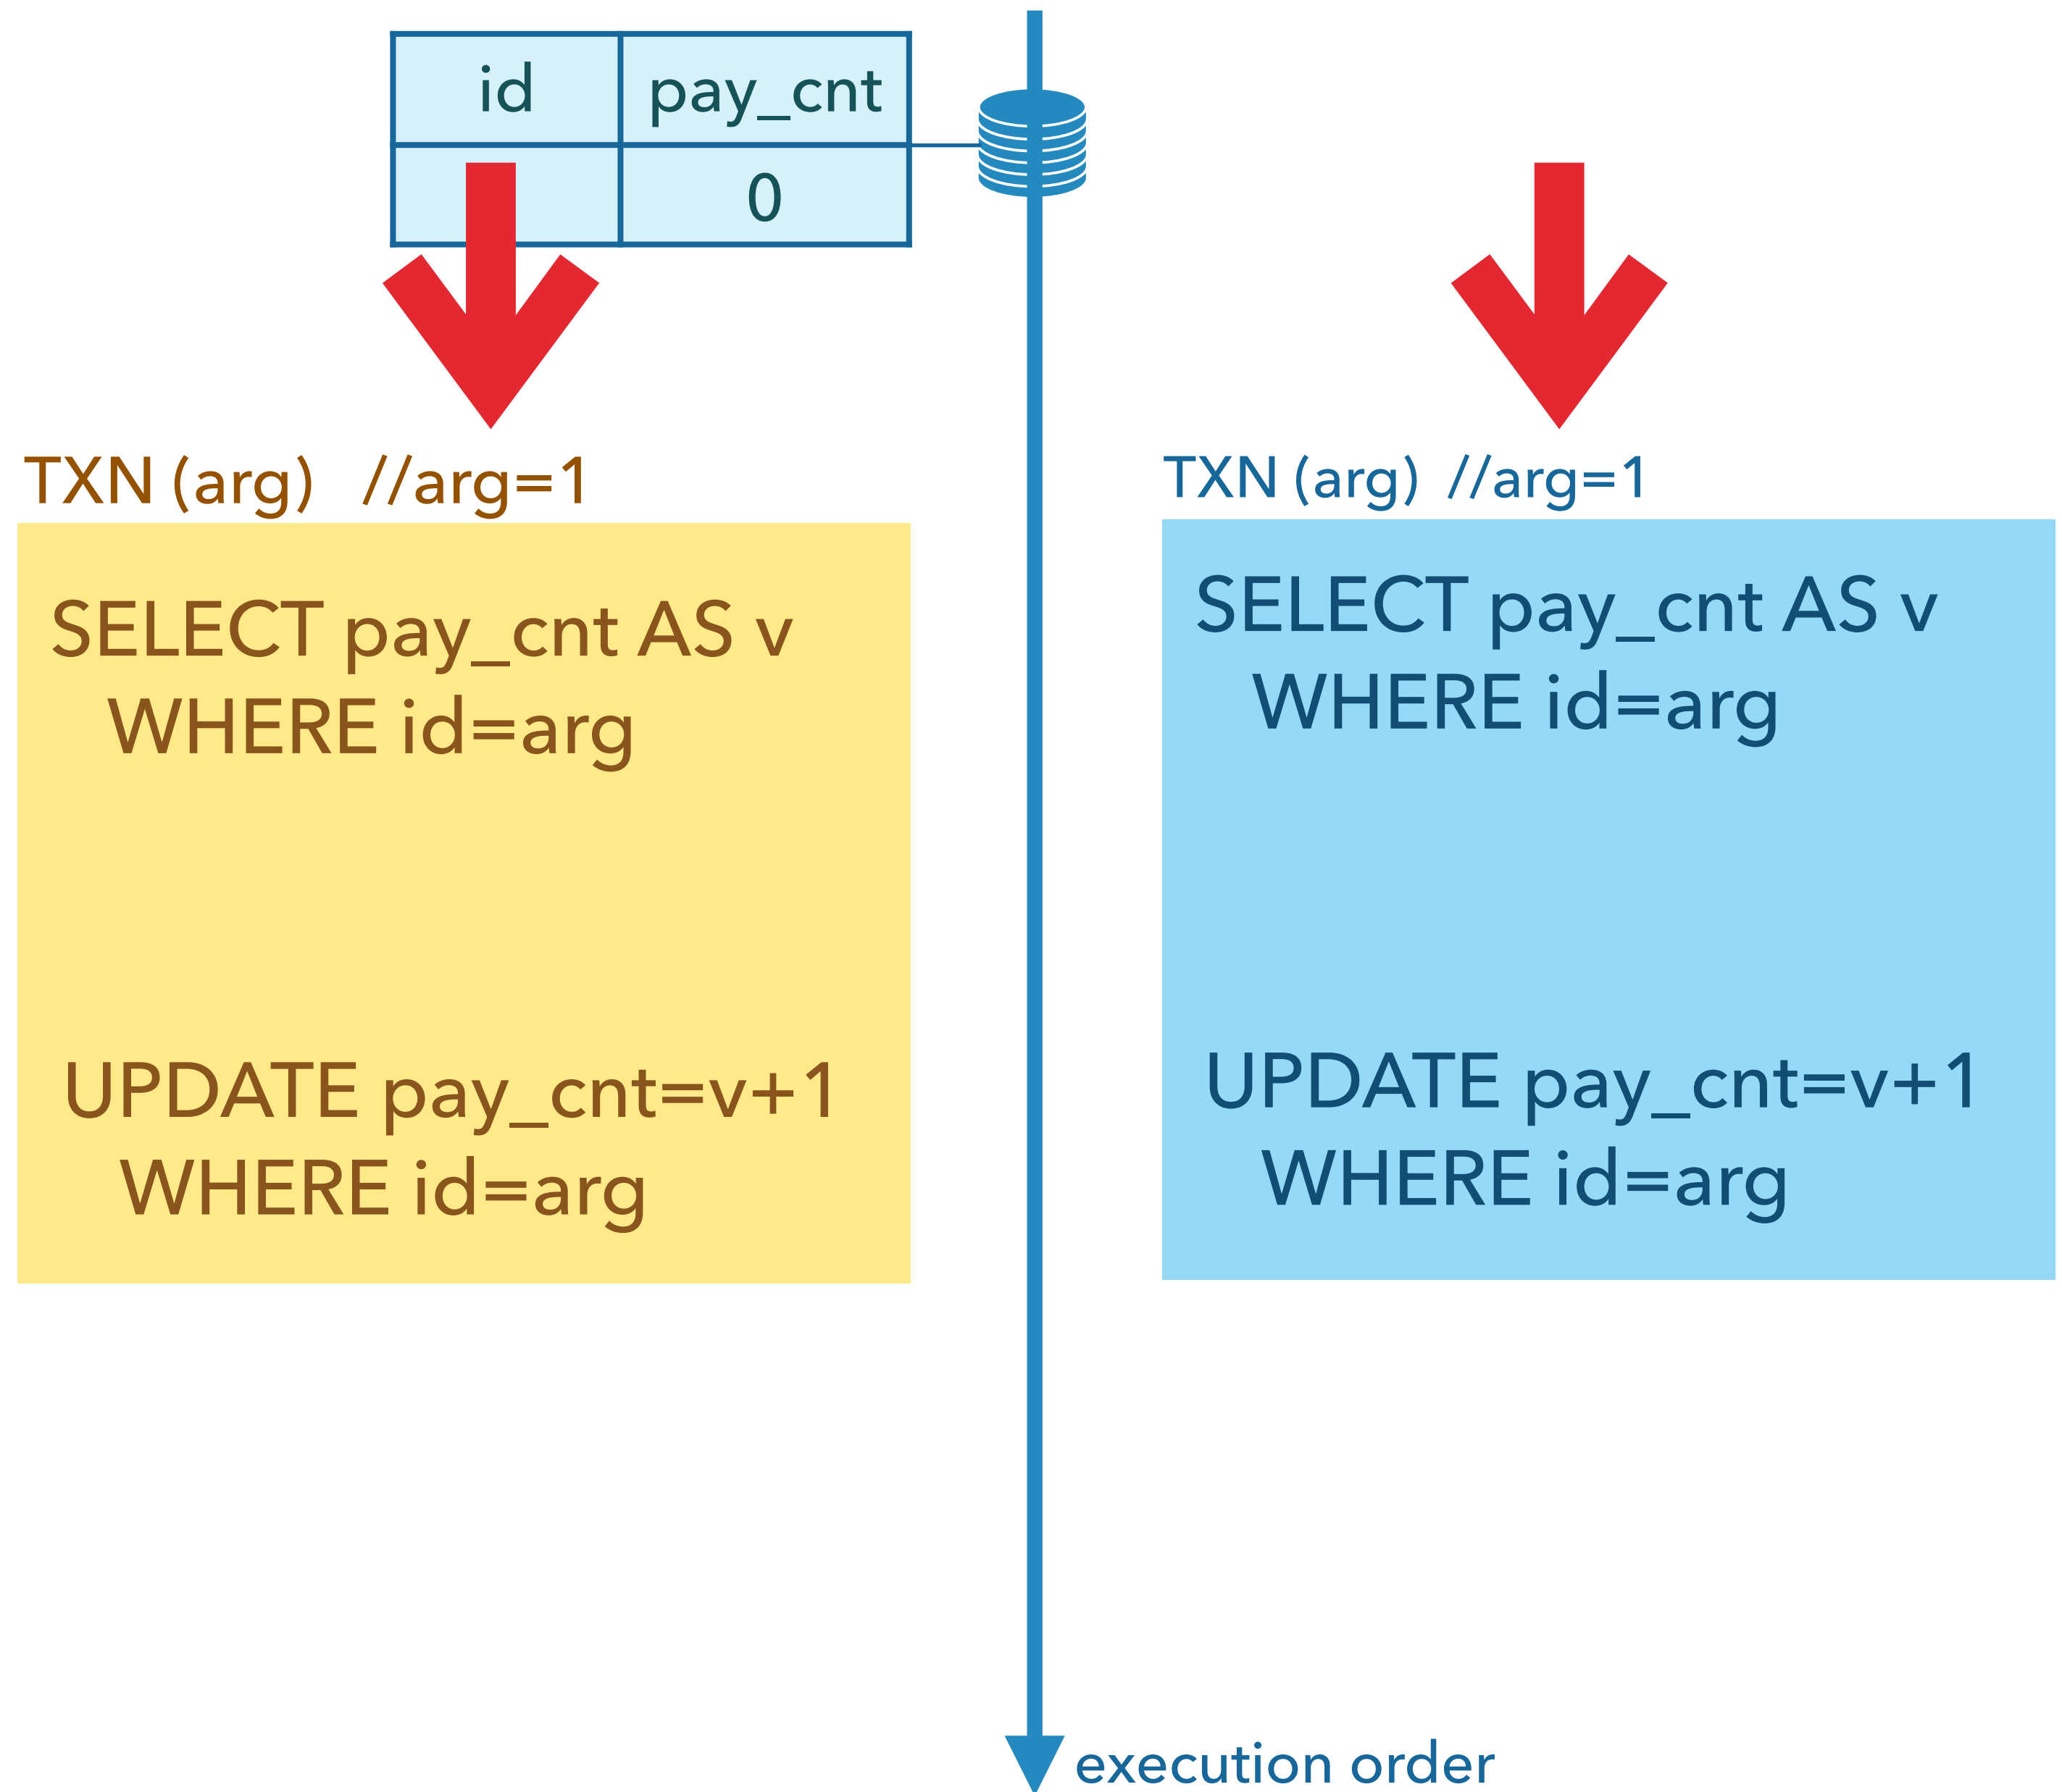 id pay_cnt
0
TXN (arg) //arg=1
SELECT pay_cnt AS v
WHERE id=arg
UPDATE pay_cnt=v+1
WHERE id=arg
TXN (arg) //arg=1
SELECT pay_cnt AS v
WHERE id=arg
UPDATE pay_cnt=v+1
WHERE id=arg
execution order